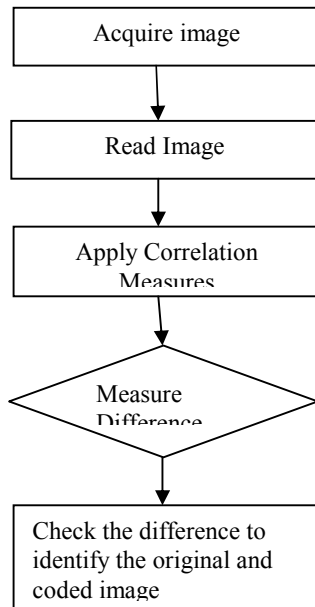 Acquire image
Read Image
Apply Correlation
Measures
Measure
Difference
Check the difference to
identify the original and
coded image